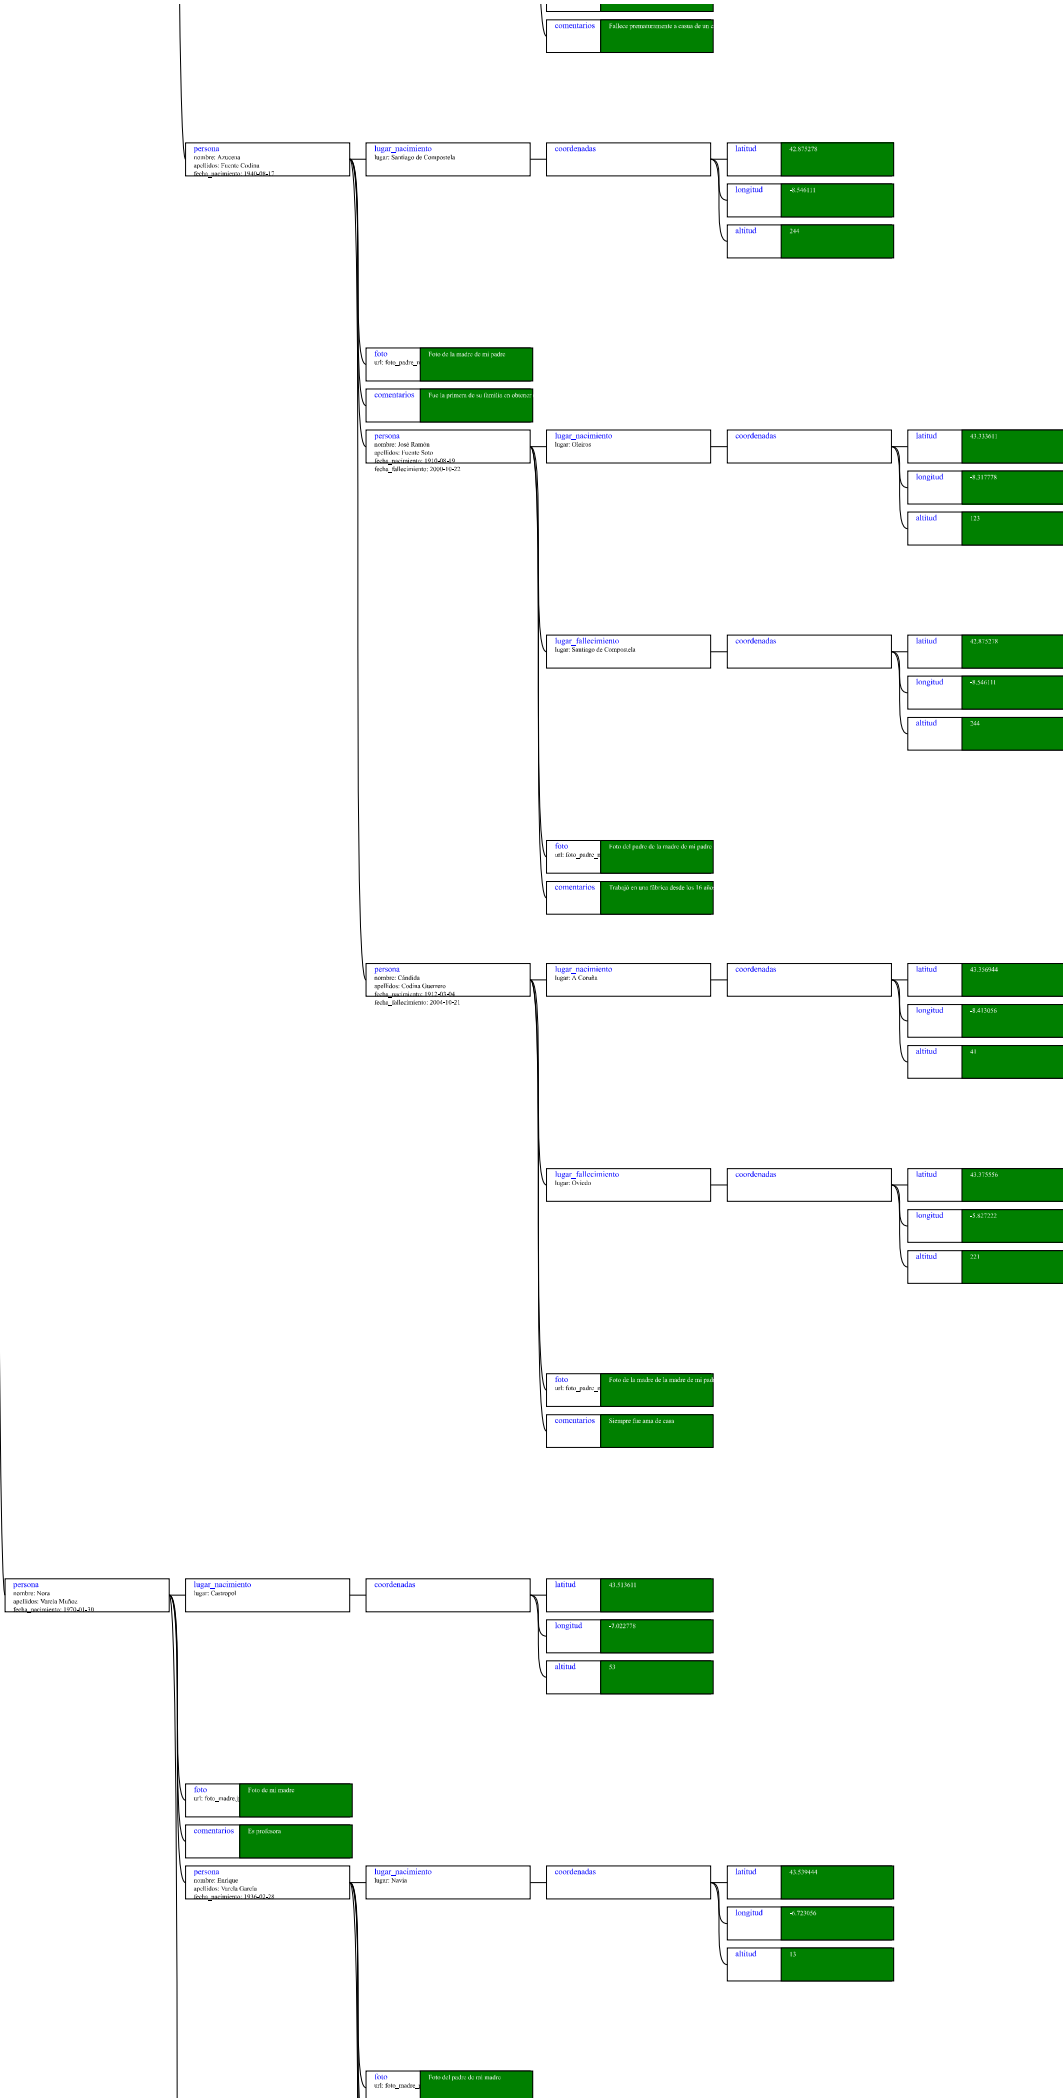 comentarios
Fallece prematuramente a causa de un c
persona
nombre: Azucena
apellidos: Fuente Codina
fecha_nacimiento: 1940-08-17
lugar_nacimiento
lugar: Santiago de Compostela
coordenadas
latitud
42.875278
longitud
-8.546111
altitud
244
foto
url: foto_padre_m
Foto de la madre de mi padre
comentarios
Fue la primera de su familia en obtener
persona
nombre: José Ramón
apellidos: Fuente Soto
fecha_nacimiento: 1910-08-19
fecha_fallecimiento: 2000-10-22
lugar_nacimiento
lugar: Oleiros
coordenadas
latitud
43.333611
longitud
-8.317778
altitud
123
lugar_fallecimiento
lugar: Santiago de Compostela
coordenadas
latitud
42.875278
longitud
-8.546111
altitud
244
foto
url: foto_padre_m
Foto del padre de la madre de mi padre
comentarios
Trabajó en una fábrica desde los 16 años
persona
nombre: Cándida
apellidos: Codina Guerrero
fecha_nacimiento: 1912-03-04
fecha_fallecimiento: 2004-10-21
lugar_nacimiento
lugar: A Coruña
coordenadas
latitud
43.356944
longitud
-8.413056
altitud
41
lugar_fallecimiento
lugar: Oviedo
coordenadas
latitud
43.375556
longitud
-5.827222
altitud
221
foto
url: foto_padre_m
Foto de la madre de la madre de mi padr
comentarios
Siempre fue ama de casa
persona
nombre: Nora
apellidos: Varela Muñoz
fecha_nacimiento: 1970-01-30
lugar_nacimiento
lugar: Castropol
coordenadas
latitud
43.513611
longitud
-7.022778
altitud
53
foto
url: foto_madre.j
Foto de mi madre
comentarios
Es profesora
persona
nombre: Enrique
apellidos: Varela García
fecha_nacimiento: 1936-02-28
lugar_nacimiento
lugar: Navia
coordenadas
latitud
43.539444
longitud
-6.723056
altitud
13
foto
url: foto_madre_
Foto del padre de mi madre